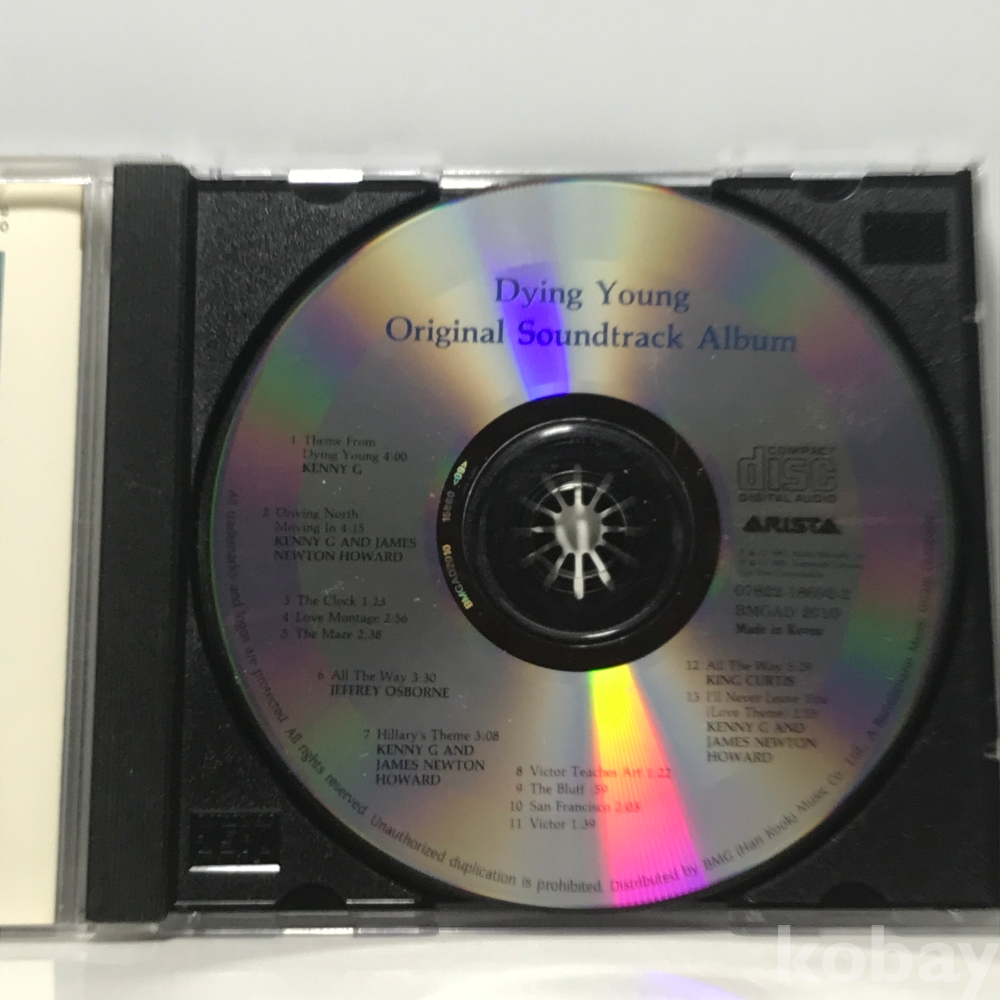 Dying Young
Original Soundtrack Album
1 Theme From
Dying Young 4:00
KENNY G
2 Driving North
Moving In 4:15
KENNY G AND JAMES
NEWTON HOWARD
3 The Clock 1:23
4 Love Montage 2:56
5 The Maze 2:38
6 All The Way 3:30
JEFFREY OSBORNE
7 Hillary's Theme 3:08
KENNY G AND
JAMES NEWTON
HOWARD
8 Victor Teaches Art 1:22
9 The Bluff :59
10 San Francisco 2:03
11 Victor 1:39
12 All The Way 3:29
KING CURTIS
13 I'll Never Leave You
(Love Theme)
KENNY G AND
JAMES NEWTON
HOWARD
COMPACT
disc
DIGITAL AUDIO
ARISTA
BMGAD 2010
Made in Korea
BMGAD2010
All trademarks and logos are protected. All rights reserved. Unauthorized duplication is prohibited. Distributed by BMG (Han Kook) Music Co. Ltd.
kobay